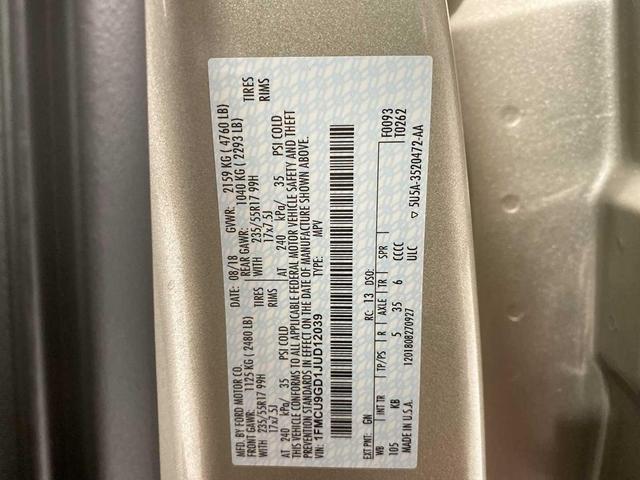 MFD. BY FORD MOTOR CO. DATE: 08/18 GVWR: 2159 KG ( 4760 LB)
FRONT GAWR: 1125 KG ( 2480 LB) REAR GAWR: 1040 KG ( 2293 LB)
235/55R17 99H TIRES WITH 235/55R17 99H TIRES
17x7.5J RIMS 17x7.5J RIMS
AT 240 kPa/ 35 PSI COLD AT 240 kPa/ 35 PSI COLD
THIS VEHICLE CONFORMS TO ALL APPLICABLE FEDERAL MOTOR VEHICLE SAFETY AND THEFT
PREVENTION STANDARDS IN EFFECT ON THE DATE OF MANUFACTURE SHOWN ABOVE.
VIN: 1FMCU9GD1JUD12039 TYPE: MPV
F0093
T0262
EXT PNT: GN RC: 13 DSO:
WB INT TR TP/PS R AXLE TR SPR
105 KB 5 35 6 CCCC
MADE IN U.S.A. 1201808270927 ULC
▽ 5U5A-3520472-AA